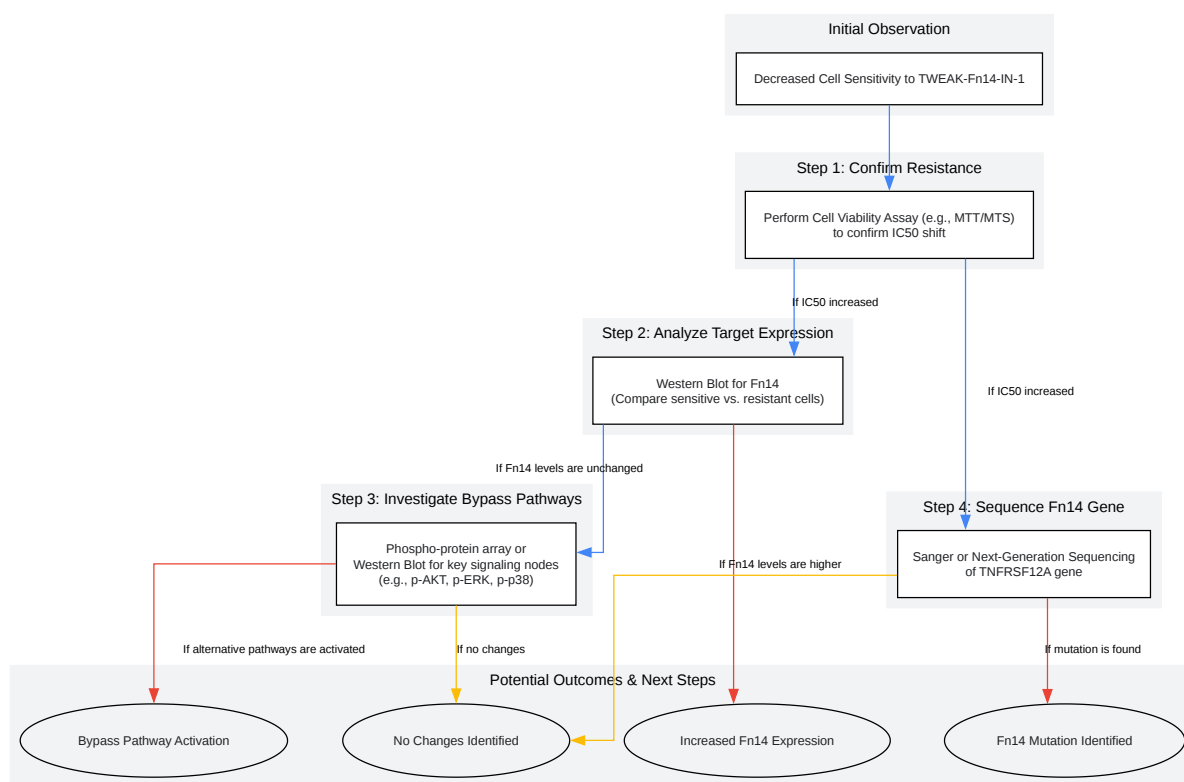 Initial Observation
Decreased Cell Sensitivity to TWEAK-Fn14-IN-1
Step 1: Confirm Resistance
Perform Cell Viability Assay (e.g., MTT/MTS)
to confirm IC50 shift
If IC50 increased
Step 2: Analyze Target Expression
Western Blot for Fn14
(Compare sensitive vs. resistant cells)
If IC50 increased
If Fn14 levels are unchanged
Step 3: Investigate Bypass Pathways
Phospho-protein array or
Western Blot for key signaling nodes
(e.g., p-AKT, p-ERK, p-p38)
Step 4: Sequence Fn14 Gene
Sanger or Next-Generation Sequencing
of TNFRSF12A gene
If Fn14 levels are higher
If alternative pathways are activated
If no changes
If mutation is found
Potential Outcomes & Next Steps
Bypass Pathway Activation
No Changes Identified
Increased Fn14 Expression
Fn14 Mutation Identified